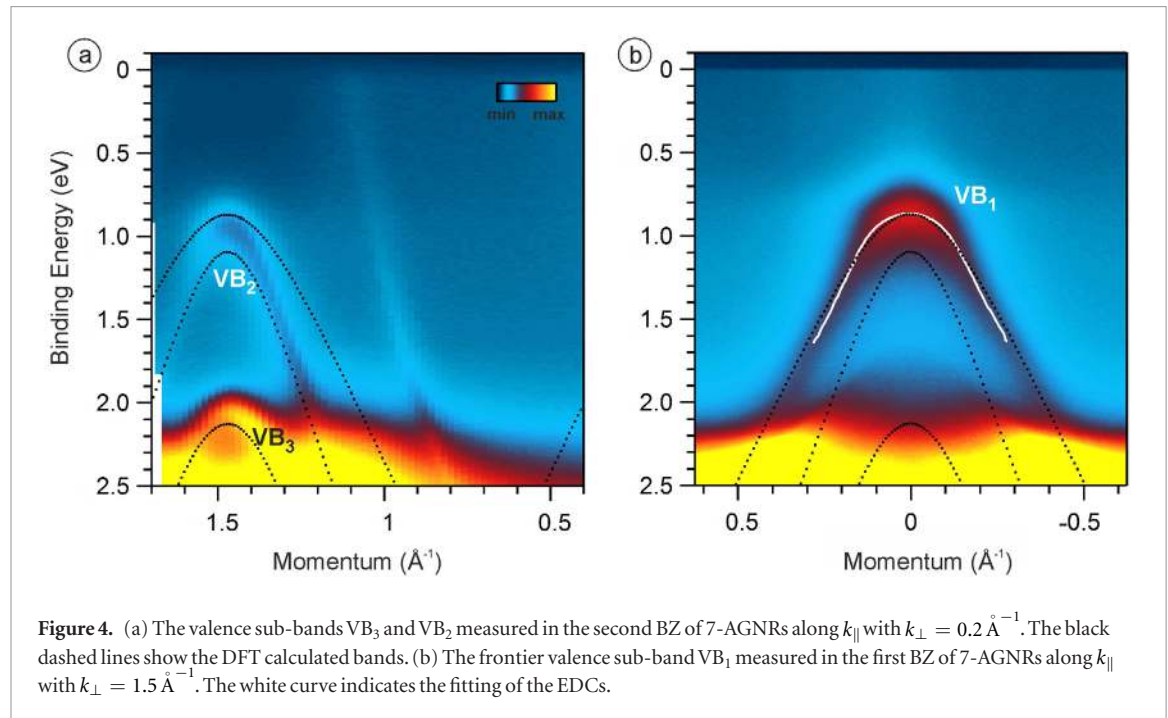 a
b
0
0.5
1.0
1.5
2.0
2.5
Binding Energy (eV)
min max
VB₂
VB₃
1.5
1
0.5
Momentum (Å⁻¹)
0
0.5
1.0
1.5
2.0
2.5
VB₁
0.5
0
-0.5
Momentum (Å⁻¹)
Figure 4. (a) The valence sub-bands VB₃ and VB₂ measured in the second BZ of 7-AGNRs along k∥ with k⊥ = 0.2 Å⁻¹. The black
dashed lines show the DFT calculated bands. (b) The frontier valence sub-band VB₁ measured in the first BZ of 7-AGNRs along k∥
with k⊥ = 1.5 Å⁻¹. The white curve indicates the fitting of the EDCs.